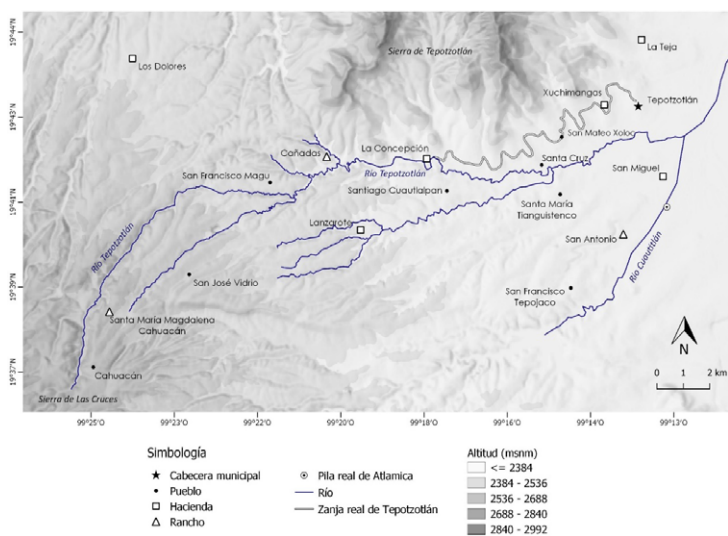 19°44'N
19°43'N
19°41'N
19°39'N
19°37'N
Sierra de Tepotzotlán
La Teja
Los Dolores
Xuchimangas
Tepotzotlán
San Mateo Xoloc
La Concepción
Cañadas
Santa Cruz
Río Tepotzotlán
San Miguel
San Francisco Magu
Santiago Cuautlalpan
Santa María
Tianguistenco
Lanzarote
San Antonio
Río Tepotzotlán
Río Cuautitlán
San José Vidrio
San Francisco
Tepojaco
Santa María Magdalena
Cahuacán
Cahuacán
Sierra de Las Cruces
N
0 1 2 km
99°25'O
99°23'O
99°22'O
99°20'O
99°18'O
99°16'O
99°14'O
99°13'O
Simbología
Cabecera municipal
Pueblo
Hacienda
Rancho
Pila real de Atlamica
Río
Zanja real de Tepotzotlán
Altitud (msnm)
<= 2384
2384 - 2536
2536 - 2688
2688 - 2840
2840 - 2992